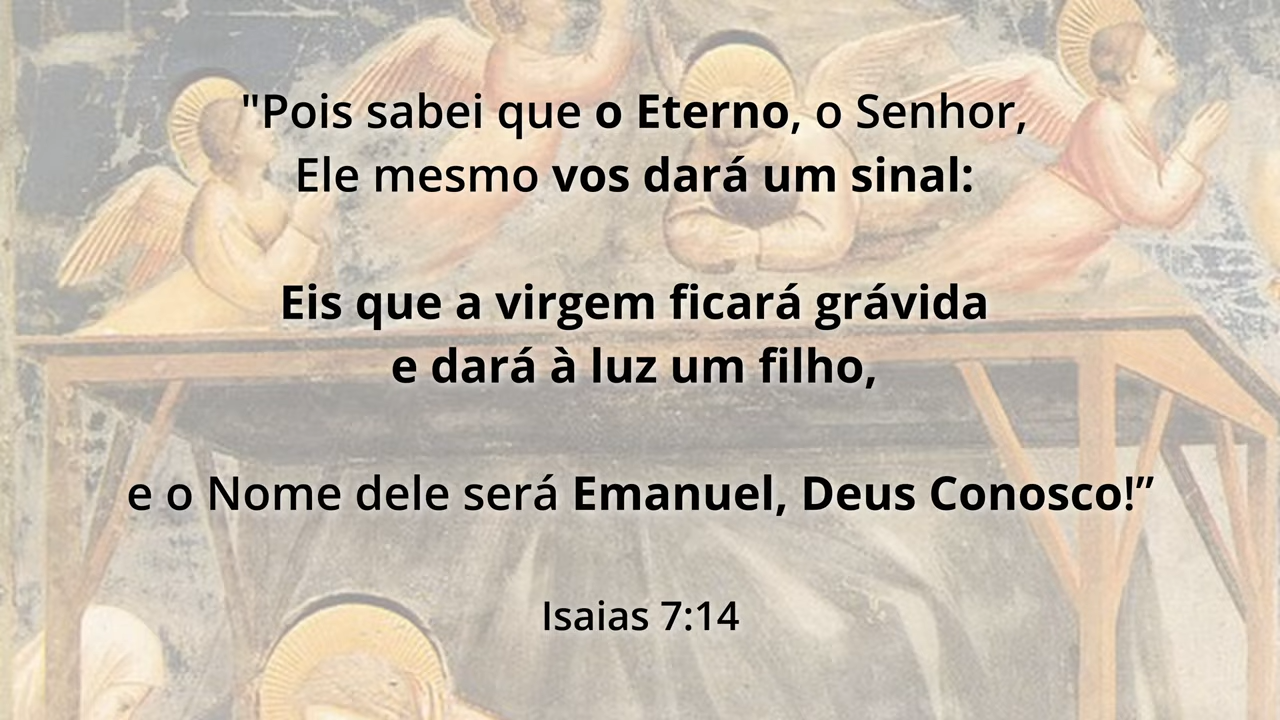 "Pois sabei que o Eterno, o Senhor,
Ele mesmo vos dará um sinal:
Eis que a virgem ficará grávida
e dará à luz um filho,
e o Nome dele será Emanuel, Deus Conosco!”
Isaias 7:14